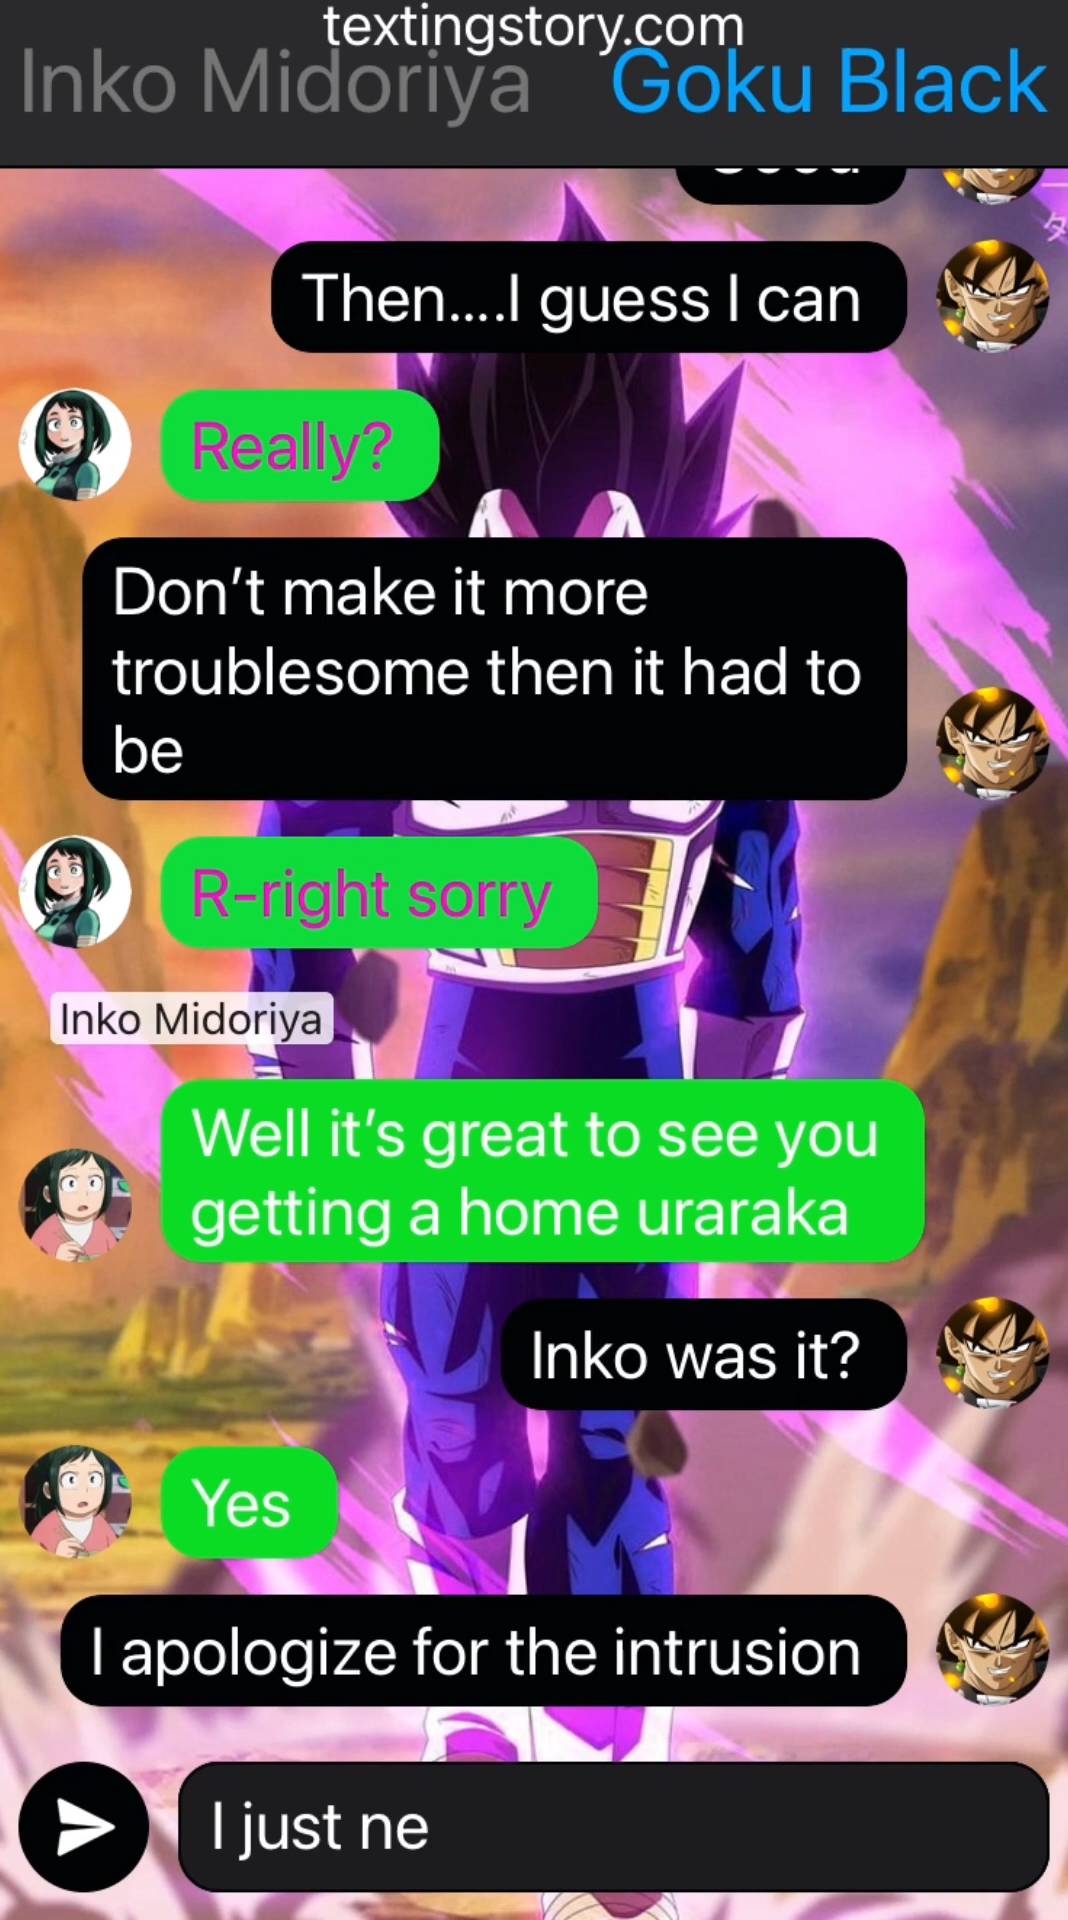 textingstory.com
Inko Midoriya Goku Black
Then....I guess I can
Really?
Don’t make it more
troublesome then it had to
be
R-right sorry
Inko Midoriya
Well it’s great to see you
getting a home uraraka
Inko was it?
Yes
I apologize for the intrusion
I just ne